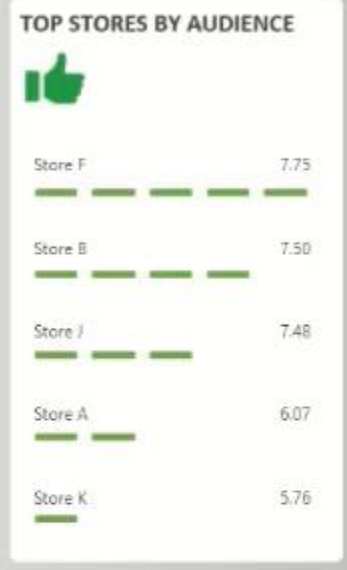 TOP STORES BY AUDIENCE
Store F 7.75
Store B 7.50
Store J 7.48
Store A 6.07
Store K 5.76